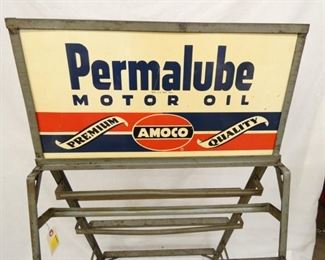 Permalube
MOTOR OIL
PREMIUM AMOCO QUALITY